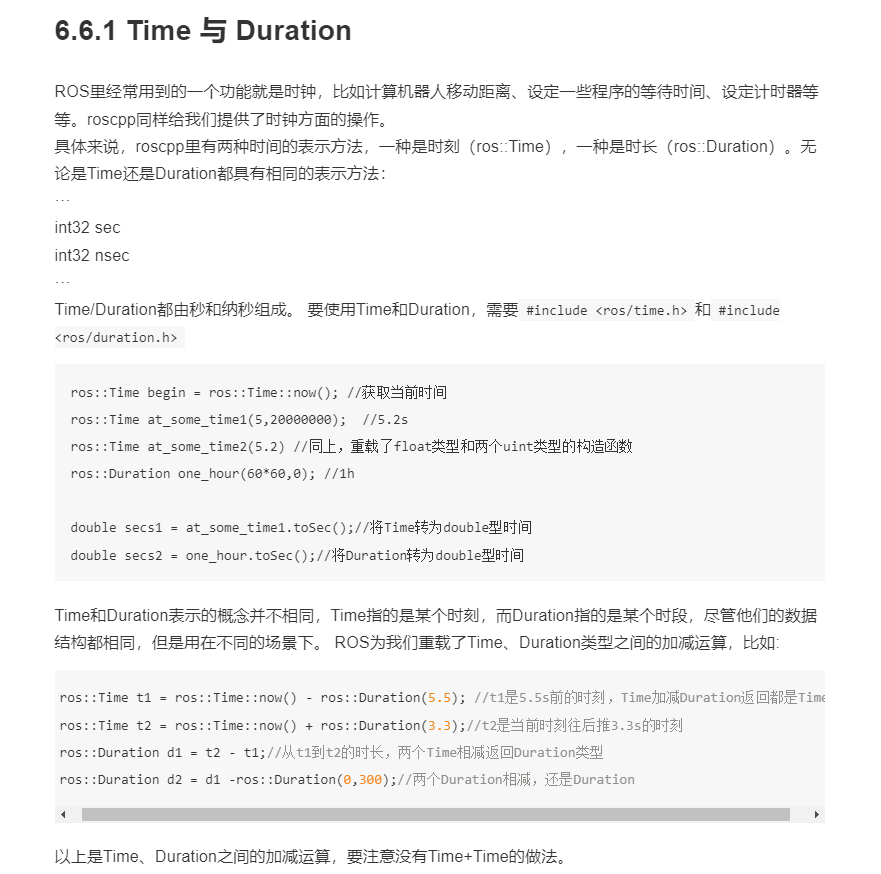 6.6.1 Time 与 Duration
ROS里经常用到的一个功能就是时钟，比如计算机器人移动距离、设定一些程序的等待时间、设定计时器等
等。roscpp同样给我们提供了时钟方面的操作。
具体来说，roscpp里有两种时间的表示方法，一种是时刻（ros::Time），一种是时长（ros::Duration）。无
论是Time还是Duration都具有相同的表示方法：
…
int32 sec
int32 nsec
…
Time/Duration都由秒和纳秒组成。 要使用Time和Duration，需要 #include <ros/time.h> 和 #include
<ros/duration.h>
ros::Time begin = ros::Time::now(); //获取当前时间
ros::Time at_some_time1(5,20000000);  //5.2s
ros::Time at_some_time2(5.2) //同上，重载了float类型和两个uint类型的构造函数
ros::Duration one_hour(60*60,0); //1h
double secs1 = at_some_time1.toSec();//将Time转为double型时间
double secs2 = one_hour.toSec();//将Duration转为double型时间
Time和Duration表示的概念并不相同，Time指的是某个时刻，而Duration指的是某个时段，尽管他们的数据
结构都相同，但是用在不同的场景下。 ROS为我们重载了Time、Duration类型之间的加减运算，比如:
ros::Time t1 = ros::Time::now() - ros::Duration(5.5); //t1是5.5s前的时刻，Time加减Duration返回都是Time
ros::Time t2 = ros::Time::now() + ros::Duration(3.3);//t2是当前时刻往后推3.3s的时刻
ros::Duration d1 = t2 - t1;//从t1到t2的时长，两个Time相减返回Duration类型
ros::Duration d2 = d1 -ros::Duration(0,300);//两个Duration相减，还是Duration
以上是Time、Duration之间的加减运算，要注意没有Time+Time的做法。